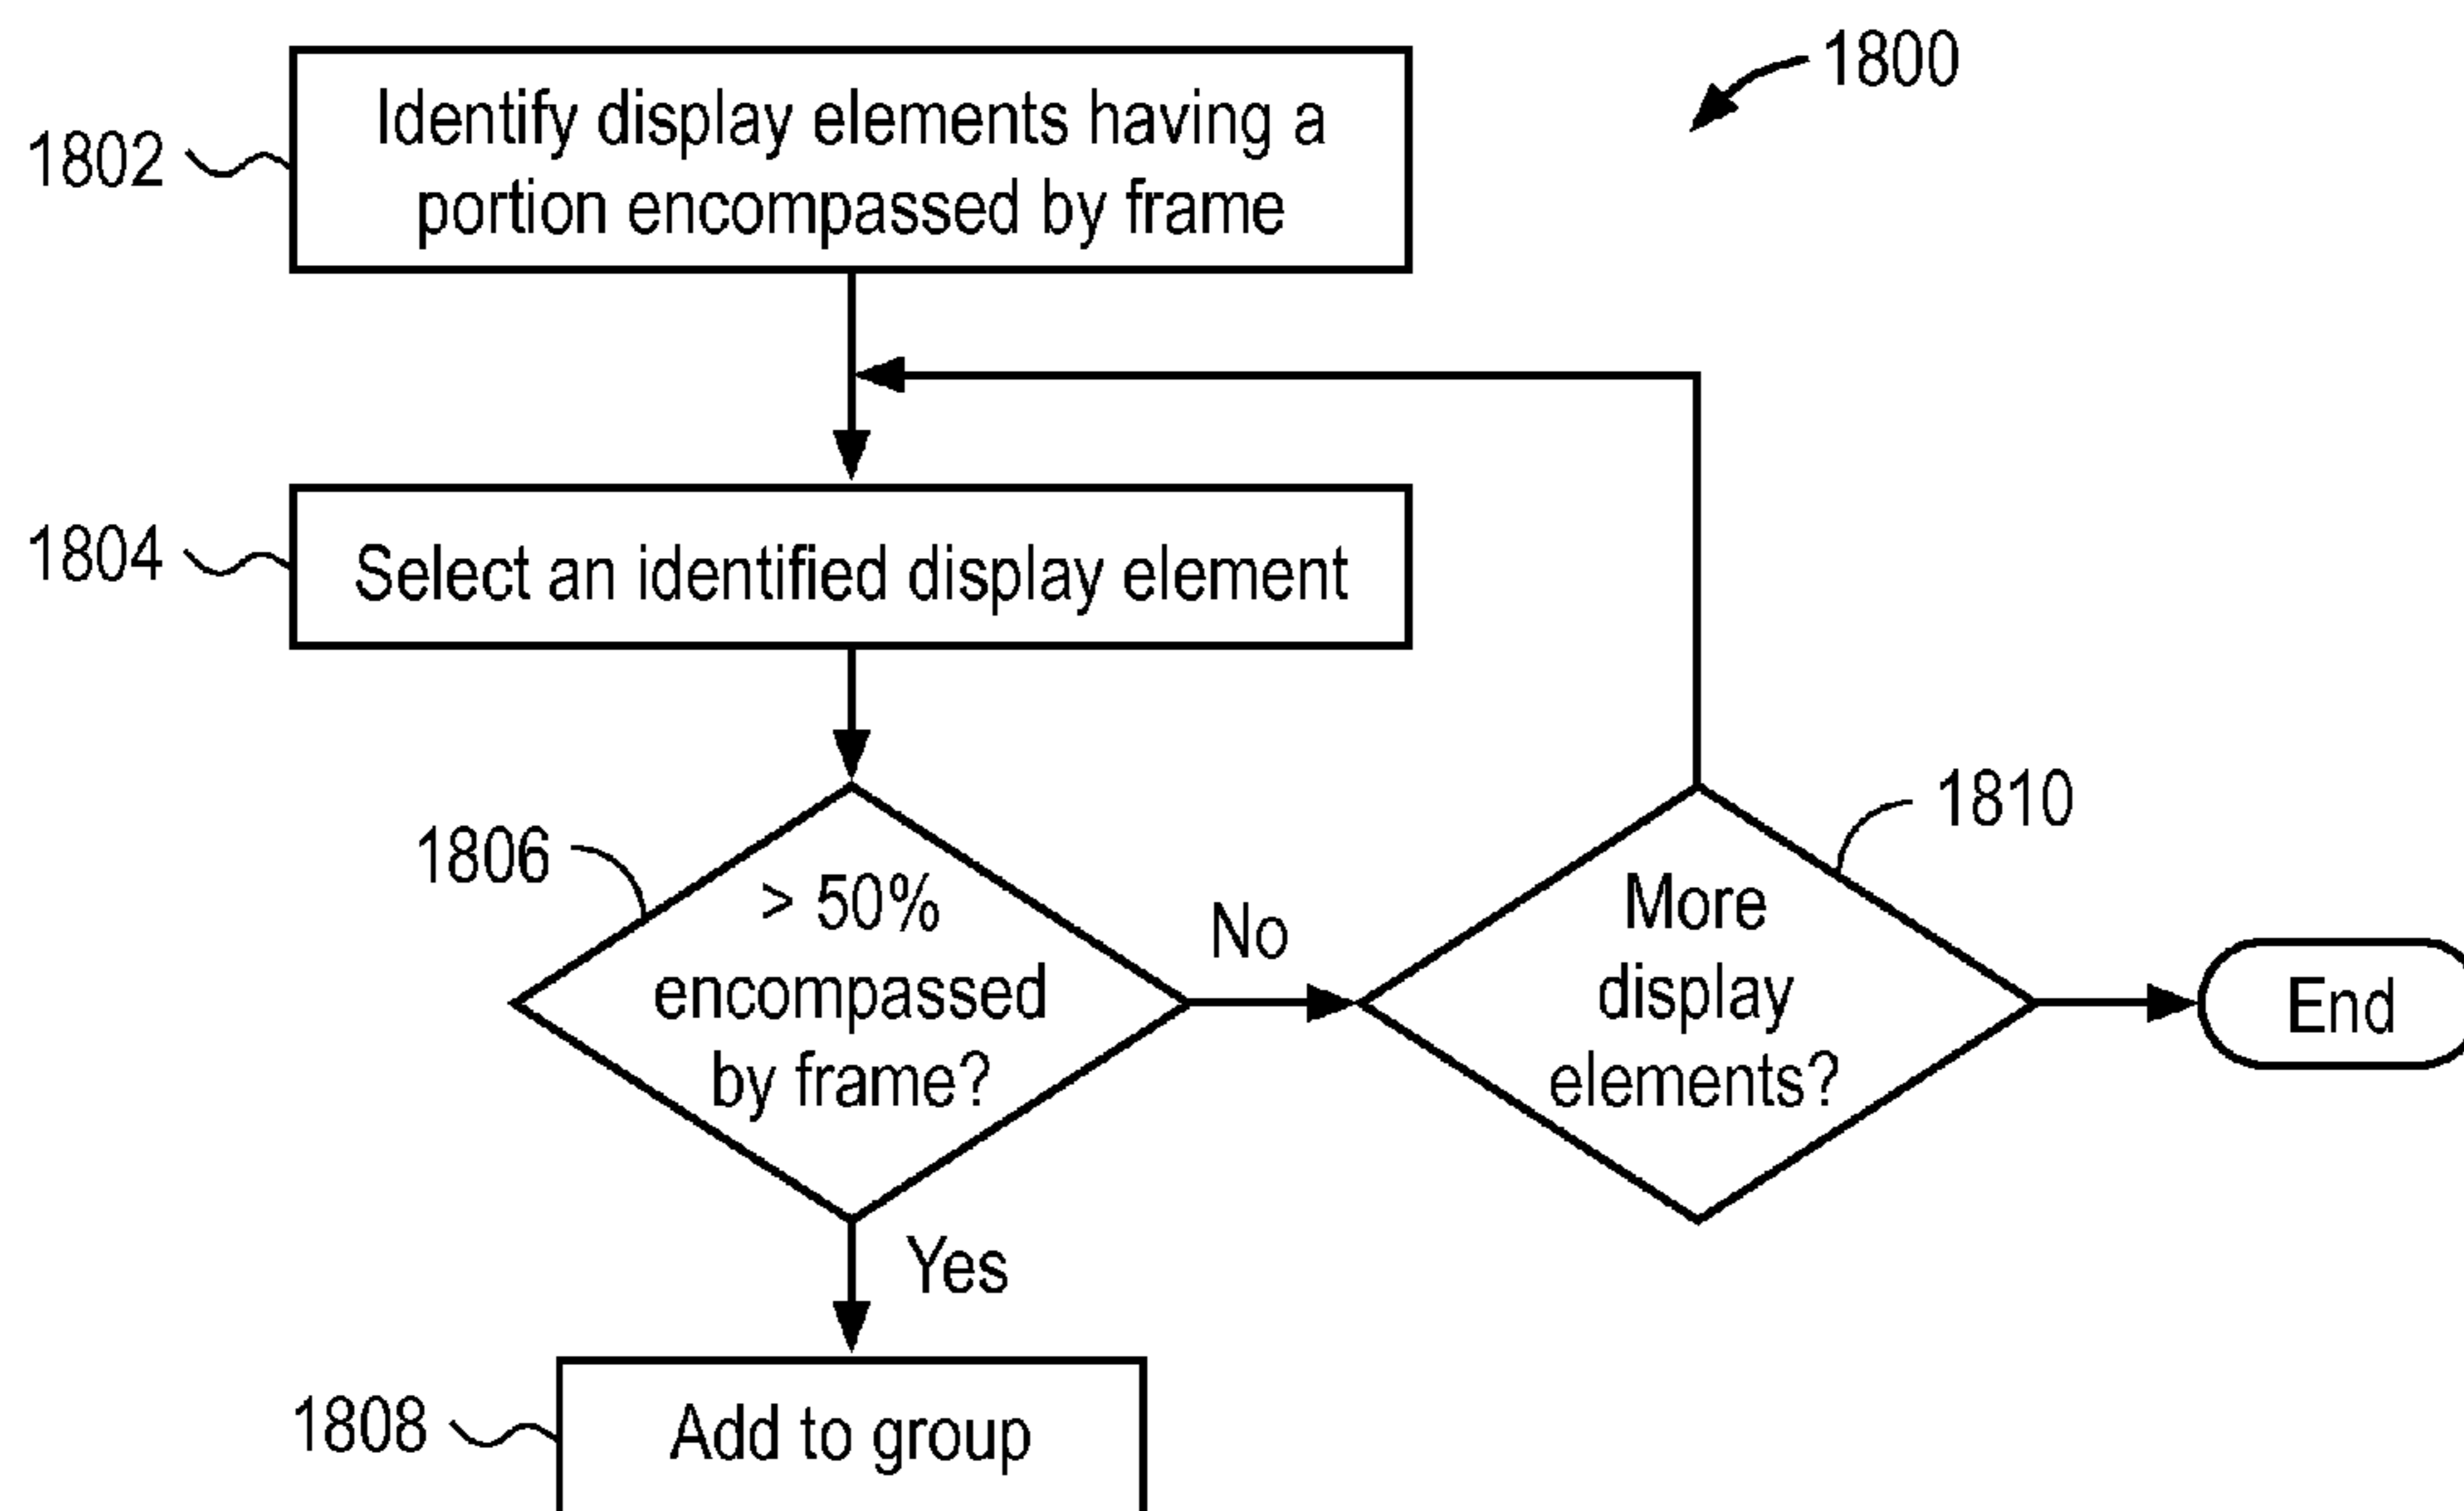 1800
1802
Identify display elements having a
portion encompassed by frame
1804
Select an identified display element
1806
> 50%
encompassed
by frame?
No
1810
More
display
elements?
End
Yes
1808
Add to group